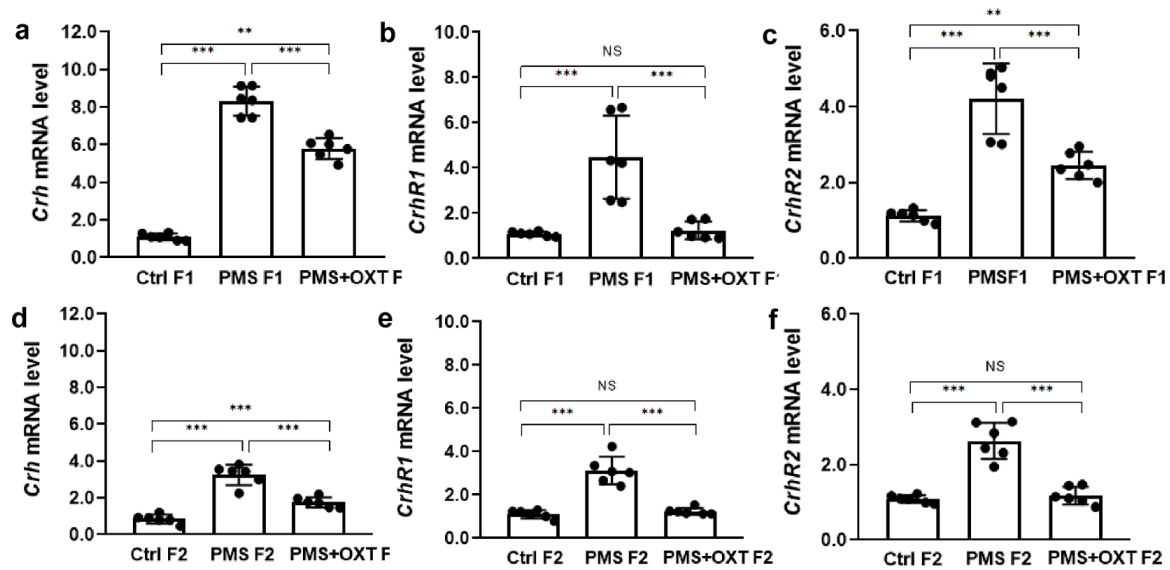 a
Crh mRNA level
12.0
10.0
8.0
6.0
4.0
2.0
0.0
**
***
***
Ctrl F1
PMS F1
PMS+OXT F
b
CrhR1 mRNA level
10.0
8.0
6.0
4.0
2.0
0.0
NS
***
***
Ctrl F1
PMS F1
PMS+OXT F
c
CrhR2 mRNA level
6.0
4.0
2.0
0.0
**
***
***
Ctrl F1
PMSF1
PMS+OXT F1
d
Crh mRNA level
12.0
10.0
8.0
6.0
4.0
2.0
0.0
***
***
***
Ctrl F2
PMS F2
PMS+OXT F
e
CrhR1 mRNA level
10.0
8.0
6.0
4.0
2.0
0.0
NS
***
***
Ctrl F2
PMS F2
PMS+OXT F2
f
CrhR2 mRNA level
6.0
4.0
2.0
0.0
NS
***
***
Ctrl F2
PMS F2
PMS+OXT F2